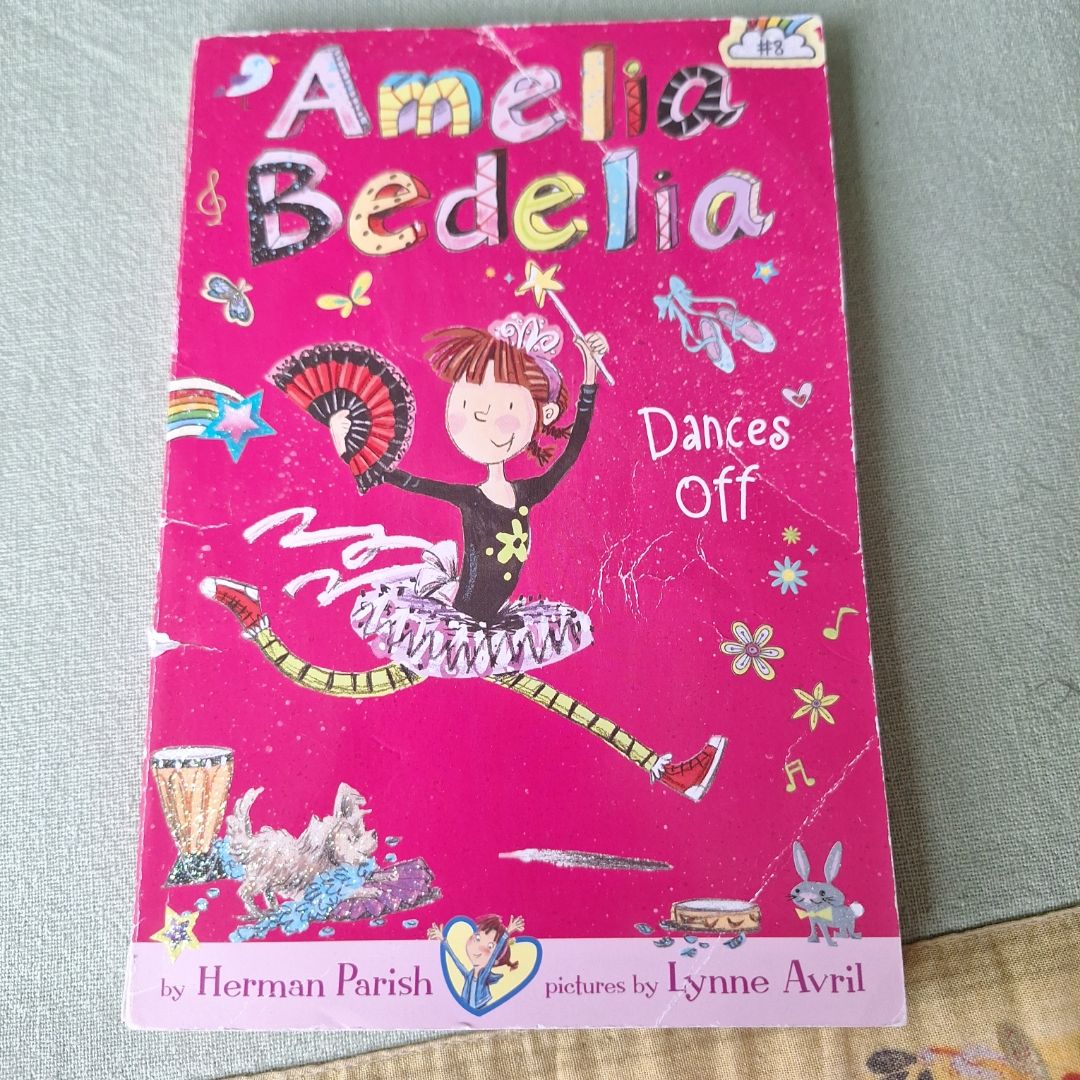 #8
Amelia
Bedelia
Dances
Off
by Herman Parish pictures by Lynne Avril